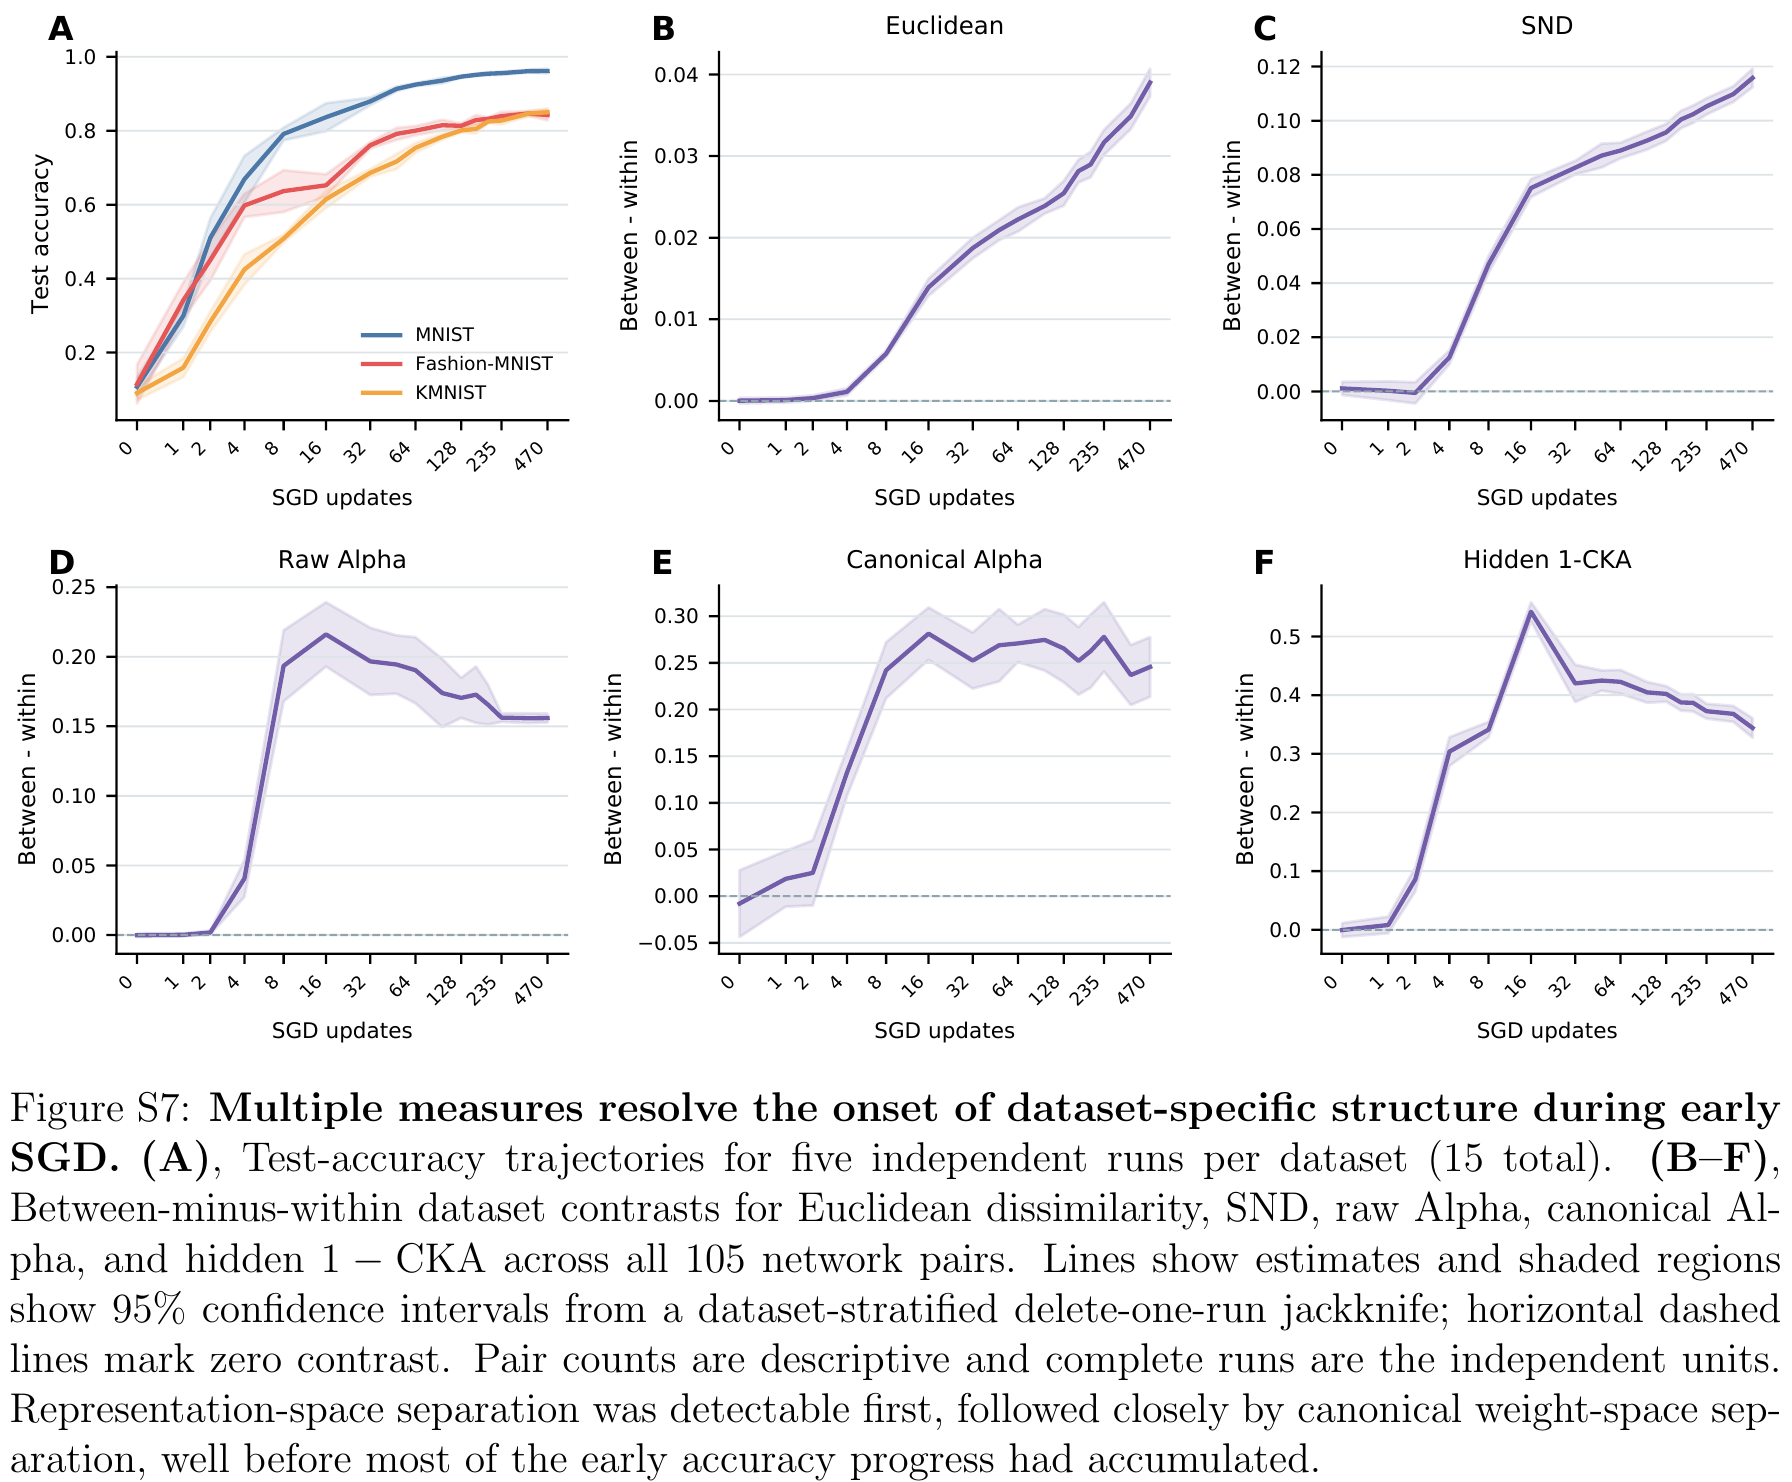 A
1.0
0.8
0.6
0.4
0.2
Test accuracy
MNIST
Fashion-MNIST
KMNIST
0 1 2 4 8 16 32 64 128 235 470
SGD updates
B
Euclidean
0.04
0.03
0.02
0.01
0.00
Between - within
0 1 2 4 8 16 32 64 128 235 470
SGD updates
C
SND
0.12
0.10
0.08
0.06
0.04
0.02
0.00
Between - within
0 1 2 4 8 16 32 64 128 235 470
SGD updates
D
Raw Alpha
0.25
0.20
0.15
0.10
0.05
0.00
Between - within
0 1 2 4 8 16 32 64 128 235 470
SGD updates
E
Canonical Alpha
0.30
0.25
0.20
0.15
0.10
0.05
0.00
−0.05
Between - within
0 1 2 4 8 16 32 64 128 235 470
SGD updates
F
Hidden 1-CKA
0.5
0.4
0.3
0.2
0.1
0.0
Between - within
0 1 2 4 8 16 32 64 128 235 470
SGD updates
Figure S7: Multiple measures resolve the onset of dataset-specific structure during early
SGD. (A), Test-accuracy trajectories for five independent runs per dataset (15 total). (B–F),
Between-minus-within dataset contrasts for Euclidean dissimilarity, SND, raw Alpha, canonical Al-
pha, and hidden 1 − CKA across all 105 network pairs. Lines show estimates and shaded regions
show 95% confidence intervals from a dataset-stratified delete-one-run jackknife; horizontal dashed
lines mark zero contrast. Pair counts are descriptive and complete runs are the independent units.
Representation-space separation was detectable first, followed closely by canonical weight-space sep-
aration, well before most of the early accuracy progress had accumulated.